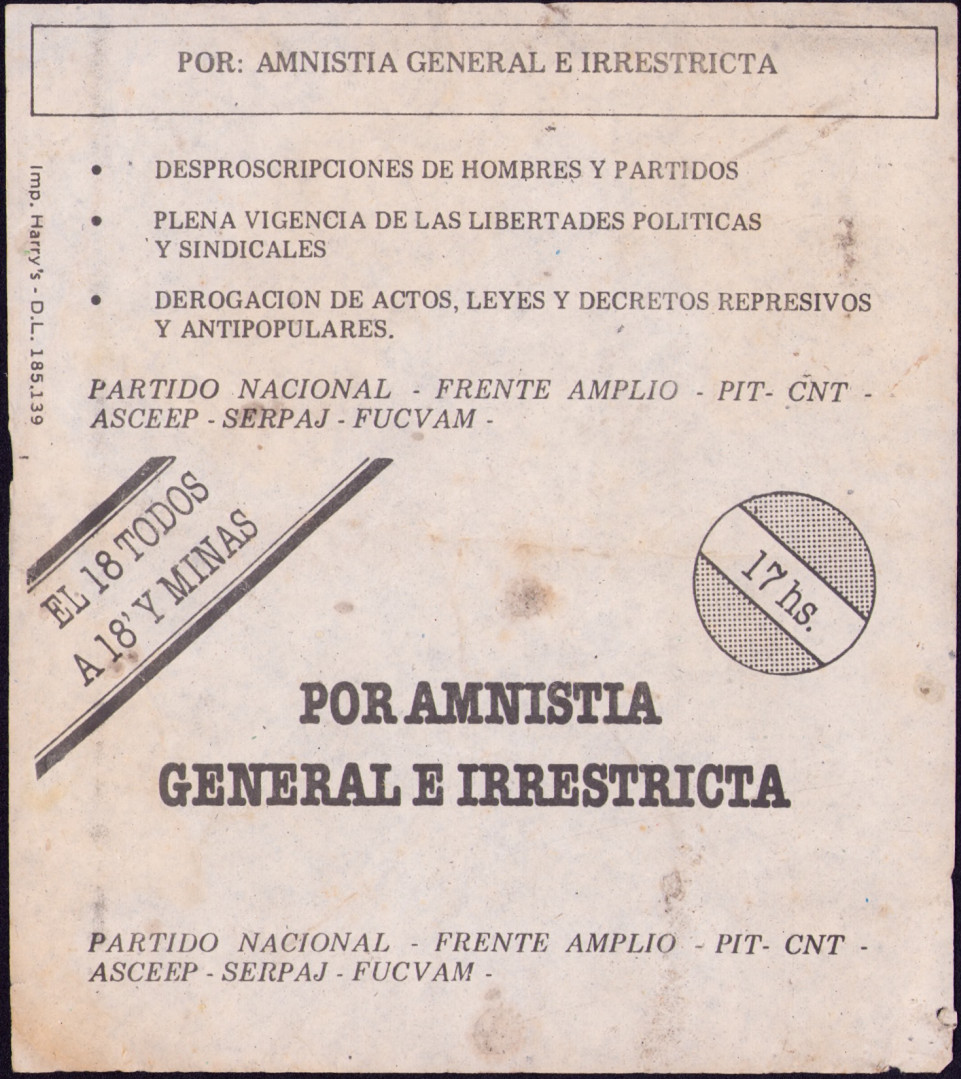 POR: AMNISTIA GENERAL E IRRESTRICTA
• DESPROSCRIPCIONES DE HOMBRES Y PARTIDOS
• PLENA VIGENCIA DE LAS LIBERTADES POLITICAS
Y SINDICALES
• DEROGACION DE ACTOS, LEYES Y DECRETOS REPRESIVOS
Y ANTIPOPULARES.
Imp. Harry's - D.L. 185.139
PARTIDO NACIONAL - FRENTE AMPLIO - PIT- CNT -
ASCEEP - SERPAJ - FUCVAM -
EL 18 TODOS
A 18' Y MINAS
17 hs.
POR AMNISTIA
GENERAL E IRRESTRICTA
PARTIDO NACIONAL - FRENTE AMPLIO - PIT- CNT -
ASCEEP - SERPAJ - FUCVAM -